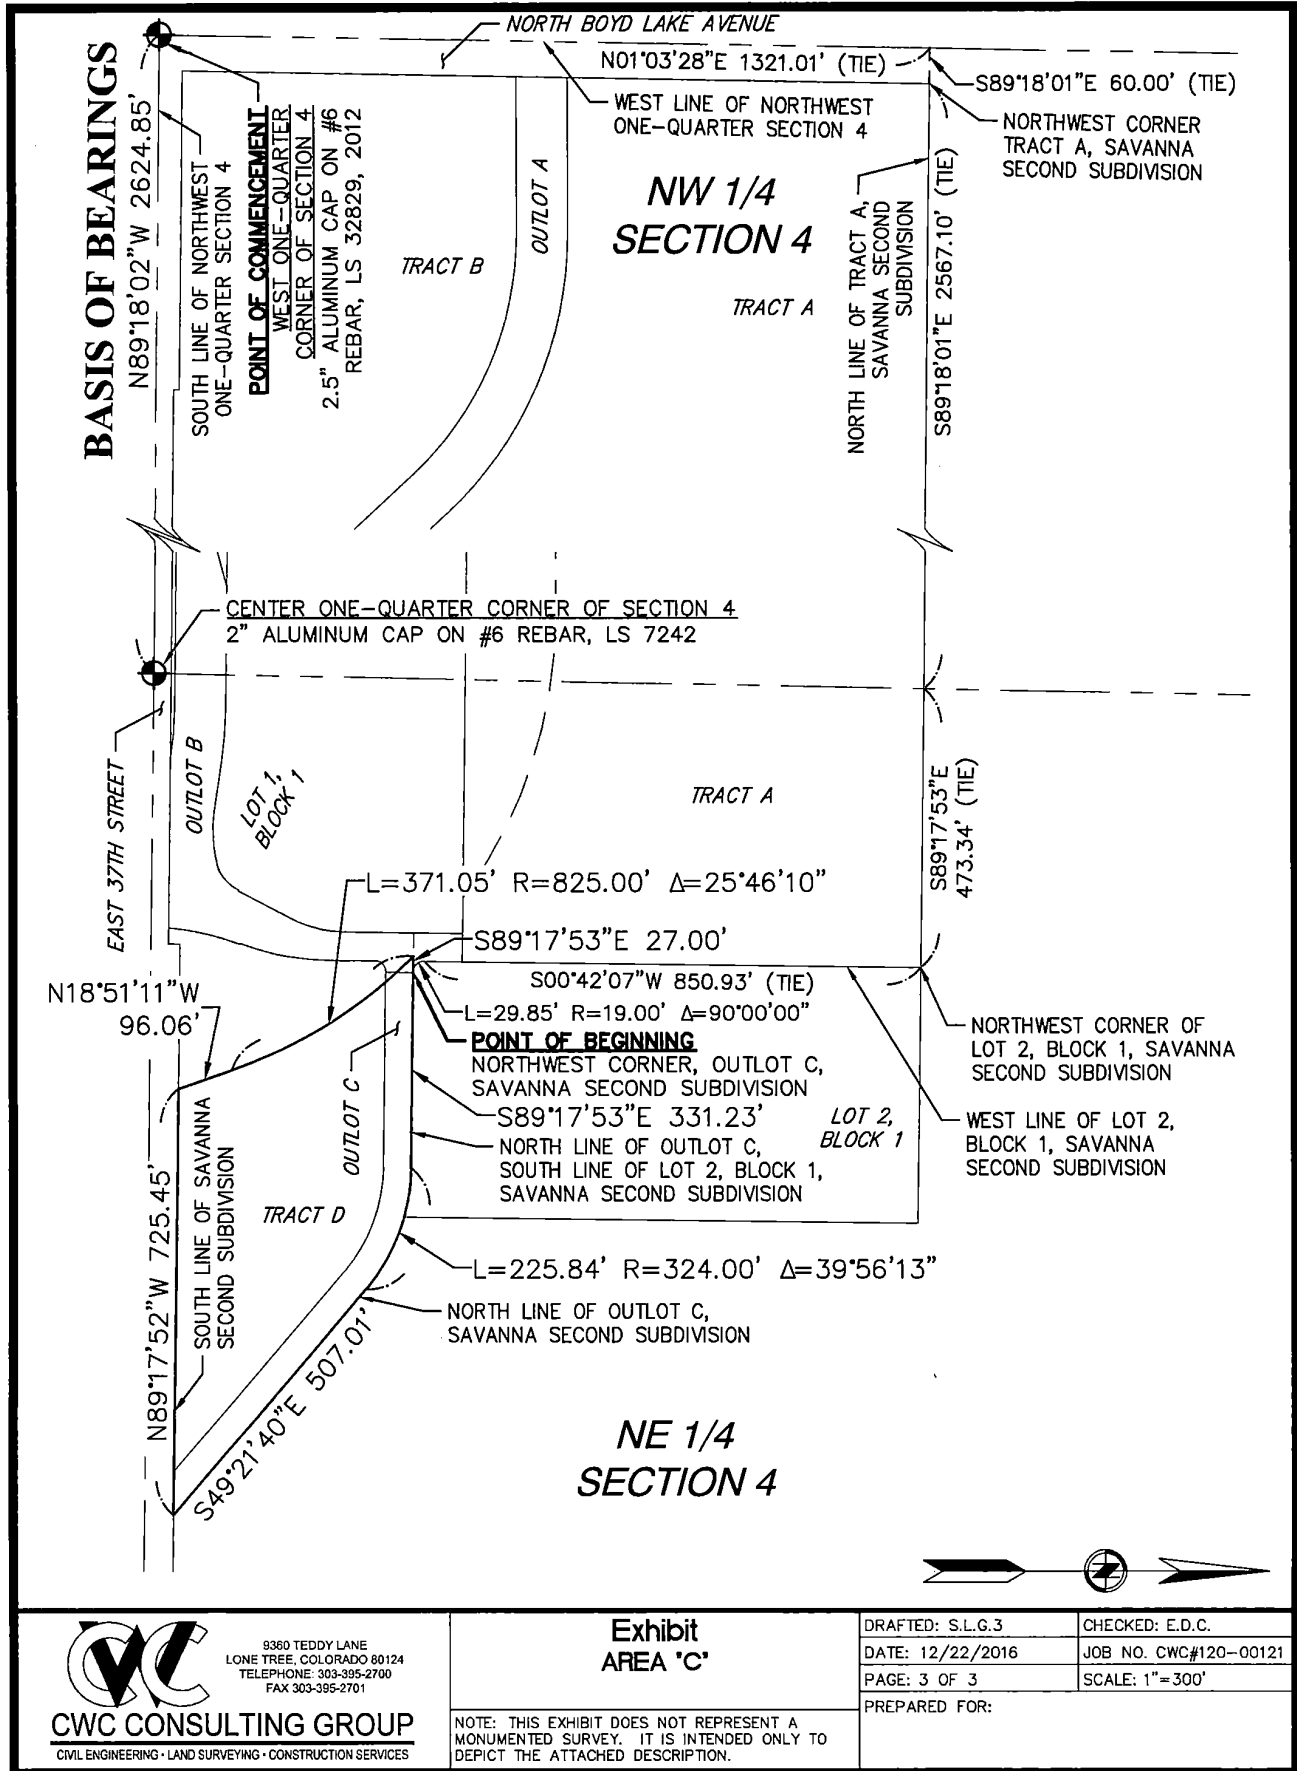 NORTH BOYD LAKE AVENUE
N01°03'28"E 1321.01' (TIE)
S89°18'01"E 60.00' (TIE)
WEST LINE OF NORTHWEST
ONE-QUARTER SECTION 4
NORTHWEST CORNER
TRACT A, SAVANNA
SECOND SUBDIVISION
BASIS OF BEARINGS
N89°18'02"W 2624.85'
SOUTH LINE OF NORTHWEST
ONE-QUARTER SECTION 4
POINT OF COMMENCEMENT
WEST ONE-QUARTER
CORNER OF SECTION 4
2.5" ALUMINUM CAP ON #6
REBAR, LS 32829, 2012
TRACT B
OUTLOT A
NW 1/4
SECTION 4
TRACT A
NORTH LINE OF TRACT A,
SAVANNA SECOND
SUBDIVISION
S89°18'01"E 2567.10' (TIE)
CENTER ONE-QUARTER CORNER OF SECTION 4
2" ALUMINUM CAP ON #6 REBAR, LS 7242
EAST 37TH STREET
OUTLOT B
LOT 1,
BLOCK 1
TRACT A
S89°17'53"E
473.34' (TIE)
L=371.05' R=825.00' Δ=25°46'10"
S89°17'53"E 27.00'
N18°51'11"W
96.06'
S00°42'07"W 850.93' (TIE)
L=29.85' R=19.00' Δ=90°00'00"
POINT OF BEGINNING
NORTHWEST CORNER, OUTLOT C,
SAVANNA SECOND SUBDIVISION
S89°17'53"E 331.23'
NORTH LINE OF OUTLOT C,
SOUTH LINE OF LOT 2, BLOCK 1,
SAVANNA SECOND SUBDIVISION
LOT 2,
BLOCK 1
NORTHWEST CORNER OF
LOT 2, BLOCK 1, SAVANNA
SECOND SUBDIVISION
WEST LINE OF LOT 2,
BLOCK 1, SAVANNA
SECOND SUBDIVISION
OUTLOT C
TRACT D
N89°17'52"W 725.45'
SOUTH LINE OF SAVANNA
SECOND SUBDIVISION
L=225.84' R=324.00' Δ=39°56'13"
NORTH LINE OF OUTLOT C,
SAVANNA SECOND SUBDIVISION
S49°21'40"E 507.01'
NE 1/4
SECTION 4
CWC CONSULTING GROUP
CIVIL ENGINEERING • LAND SURVEYING • CONSTRUCTION SERVICES
9360 TEDDY LANE
LONE TREE, COLORADO 80124
TELEPHONE: 303-395-2700
FAX 303-395-2701
Exhibit
AREA 'C'
NOTE: THIS EXHIBIT DOES NOT REPRESENT A
MONUMENTED SURVEY. IT IS INTENDED ONLY TO
DEPICT THE ATTACHED DESCRIPTION.
DRAFTED: S.L.G.3
CHECKED: E.D.C.
DATE: 12/22/2016
JOB NO. CWC#120-00121
PAGE: 3 OF 3
SCALE: 1"=300'
PREPARED FOR: